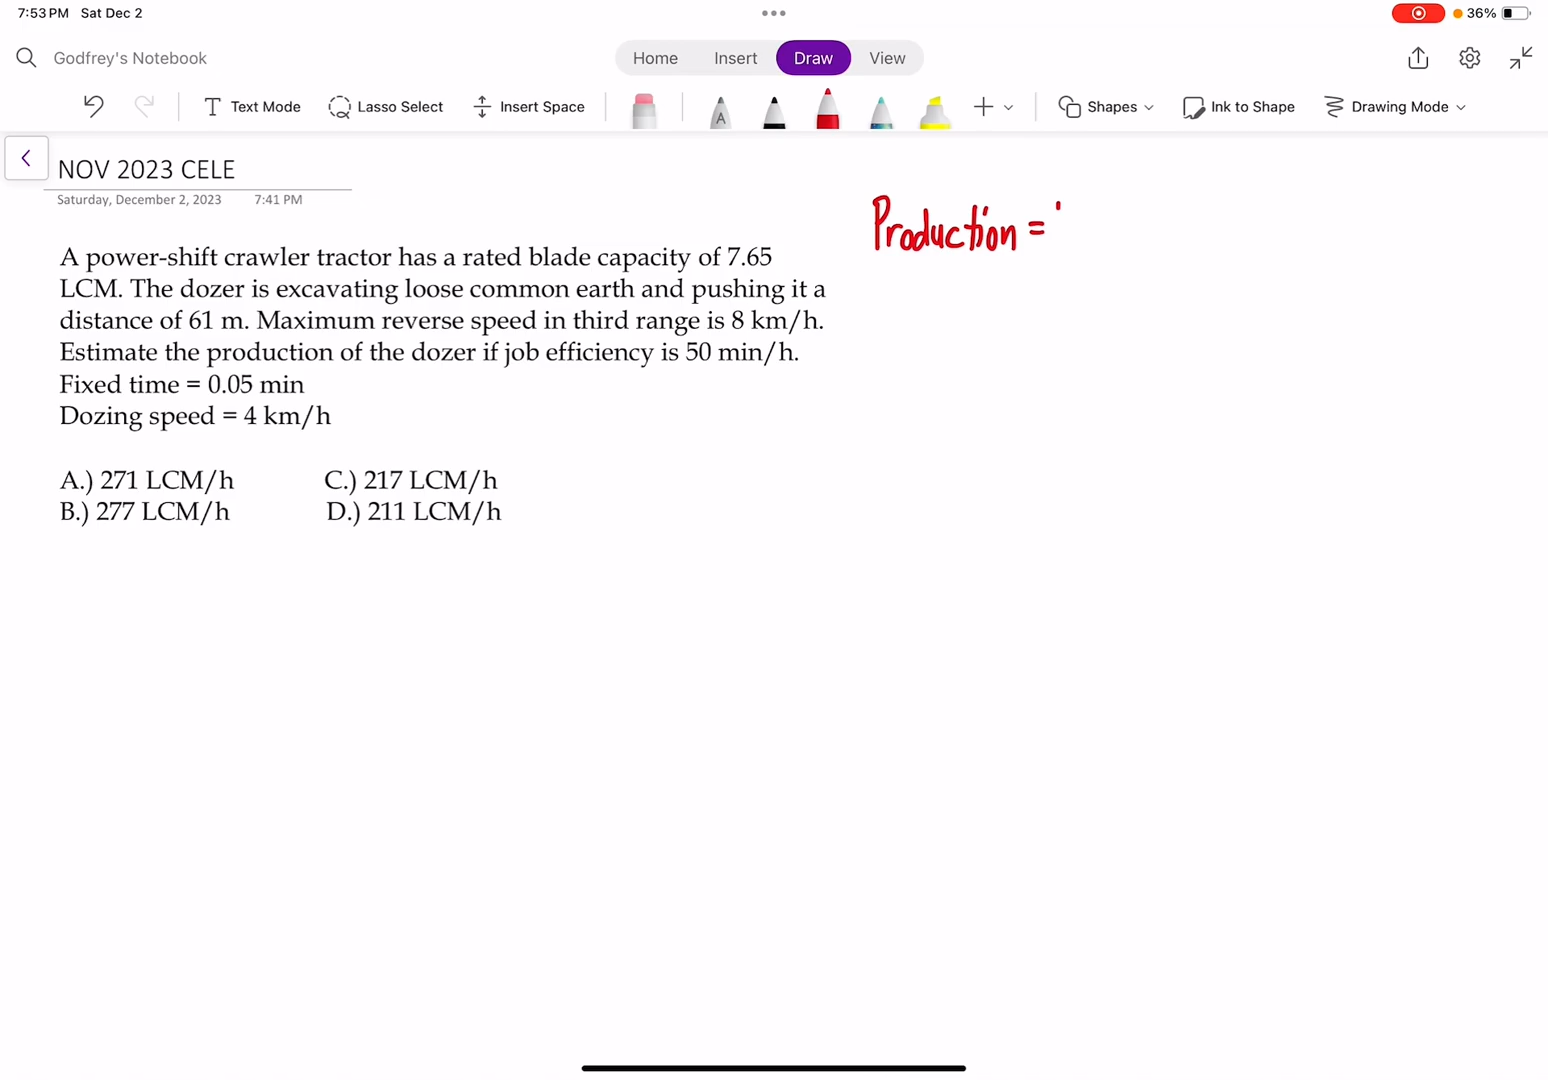 7:53 PM Sat Dec 2
36%
Godfrey's Notebook
Home Insert Draw View
Text Mode Lasso Select Insert Space A Shapes Ink to Shape Drawing Mode
NOV 2023 CELE
Saturday, December 2, 2023 7:41 PM
Production =
A power-shift crawler tractor has a rated blade capacity of 7.65
LCM. The dozer is excavating loose common earth and pushing it a
distance of 61 m. Maximum reverse speed in third range is 8 km/h.
Estimate the production of the dozer if job efficiency is 50 min/h.
Fixed time = 0.05 min
Dozing speed = 4 km/h
A.) 271 LCM/h C.) 217 LCM/h
B.) 277 LCM/h D.) 211 LCM/h